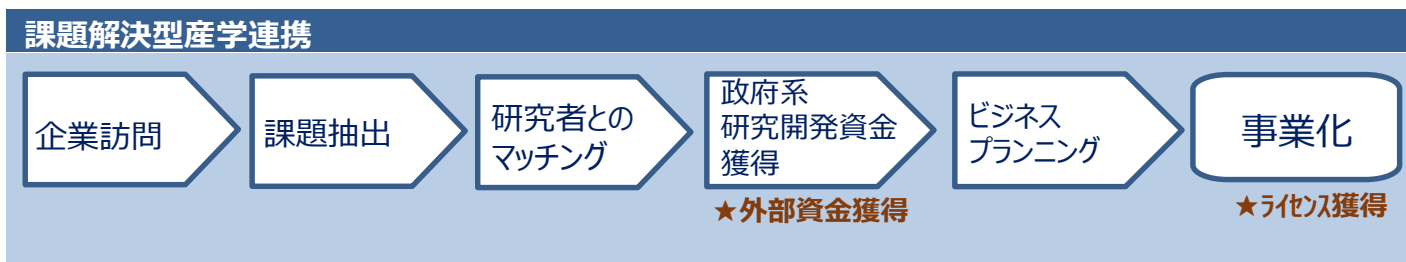 課題解決型産学連携
企業訪問
課題抽出
研究者との
マッチング
政府系
研究開発資金
獲得
★外部資金獲得
ビジネス
プランニング
事業化
★ﾗｲｾﾝｽ獲得